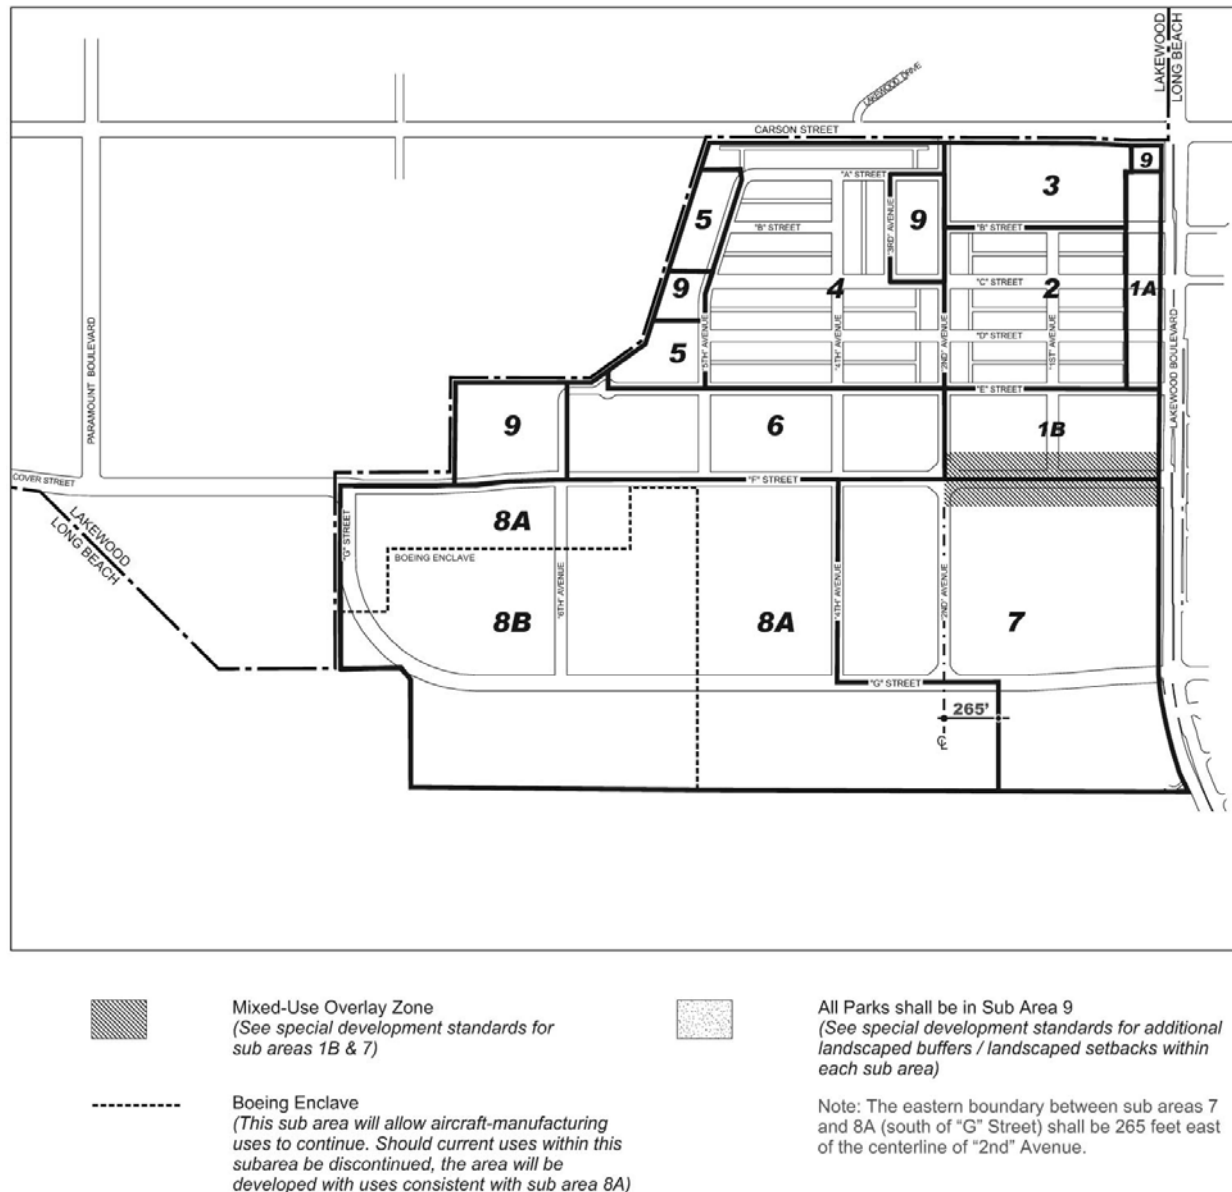 LAKEWOOD
LONG BEACH
LAKEWOOD DRIVE
CARSON STREET
9
"A" STREET
3
5
"3RD" AVENUE
9
"B" STREET
"B" STREET
9
4
"C" STREET
2
1A
PARAMOUNT BOULEVARD
5
"5TH" AVENUE
"4TH" AVENUE
"2ND" AVENUE
"D" STREET
"1ST" AVENUE
LAKEWOOD BOULEVARD
"E" STREET
9
6
1B
COVER STREET
"F" STREET
LAKEWOOD
LONG BEACH
"G" STREET
8A
BOEING ENCLAVE
"6TH" AVENUE
"4TH" AVENUE
"2ND" AVENUE
8B
8A
7
"G" STREET
265'
℄
Mixed-Use Overlay Zone
(See special development standards for
sub areas 1B & 7)
Boeing Enclave
(This sub area will allow aircraft-manufacturing
uses to continue. Should current uses within this
subarea be discontinued, the area will be
developed with uses consistent with sub area 8A)
All Parks shall be in Sub Area 9
(See special development standards for additional
landscaped buffers / landscaped setbacks within
each sub area)
Note: The eastern boundary between sub areas 7
and 8A (south of "G" Street) shall be 265 feet east
of the centerline of "2nd" Avenue.